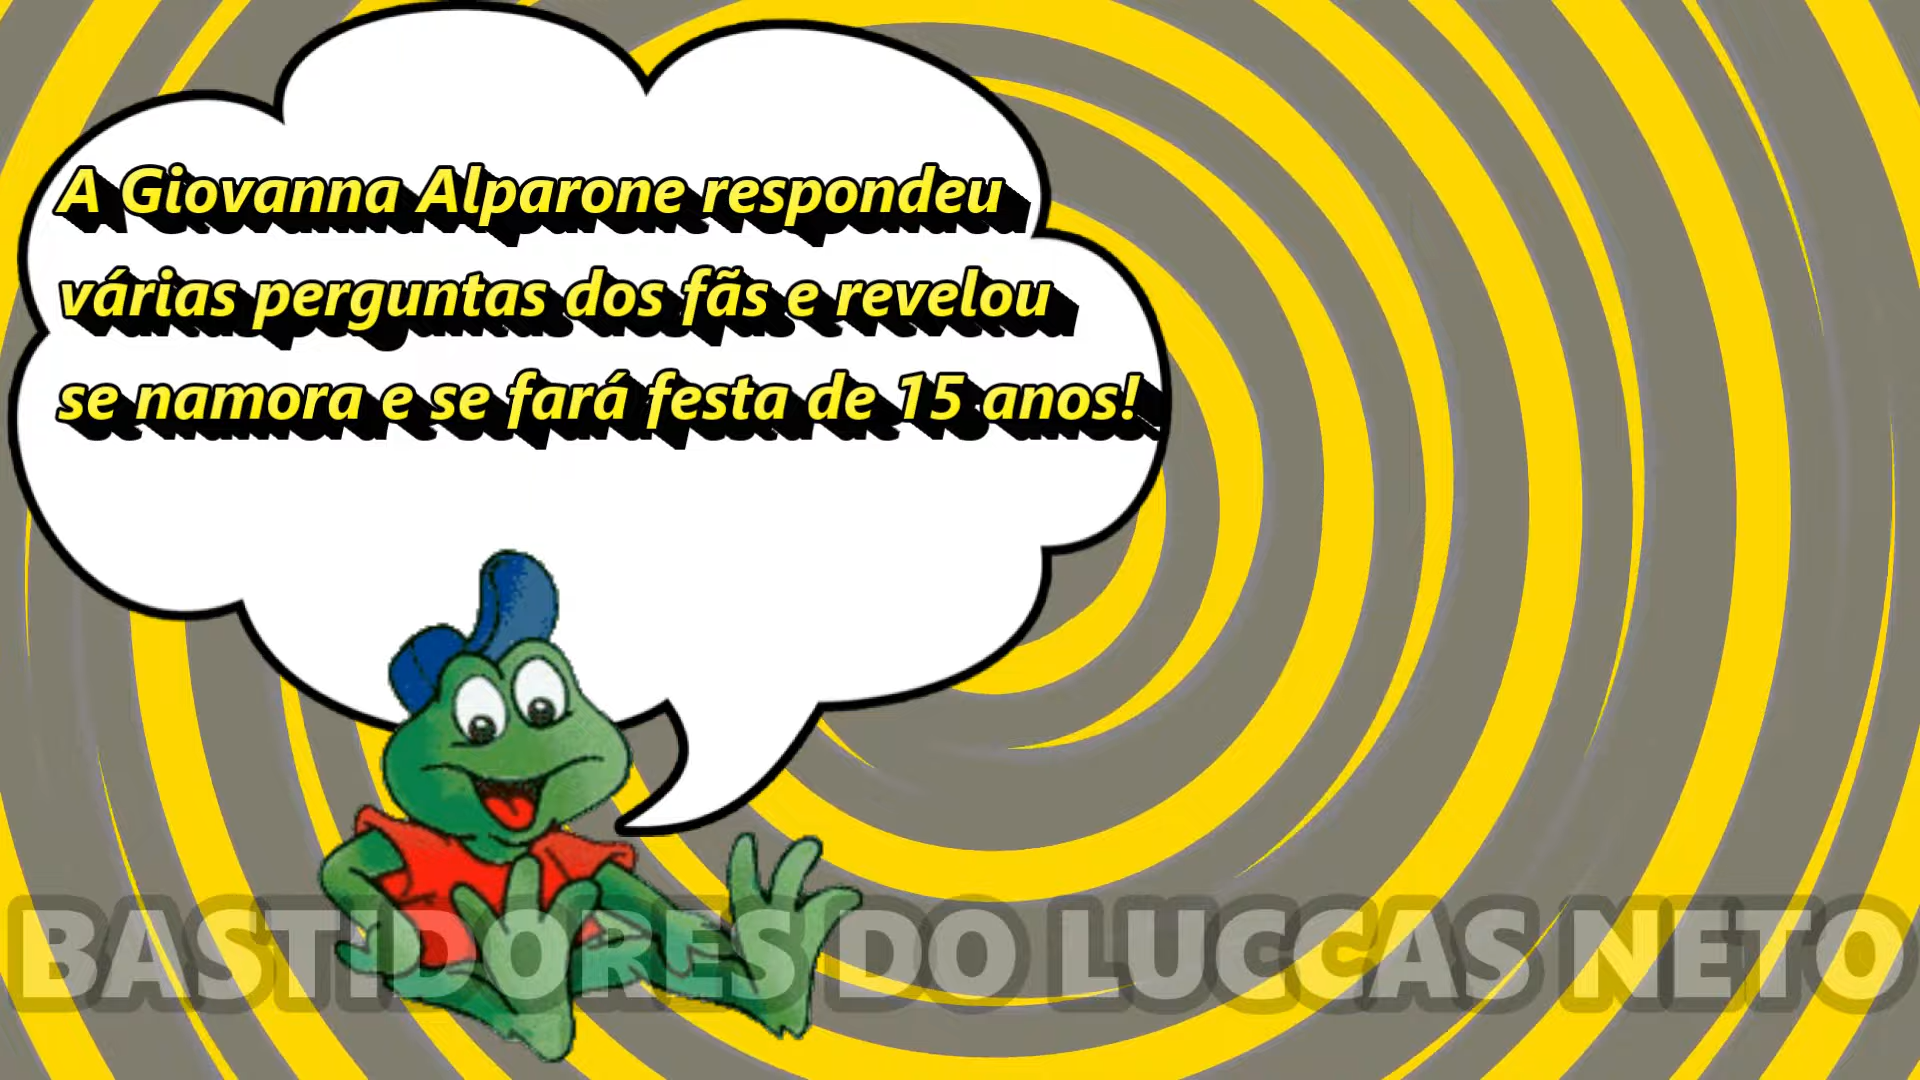 A Giovanna Alparone respondeu
várias perguntas dos fãs e revelou
se namora e se fará festa de 15 anos!
BASTIDORES DO LUCCAS NETO